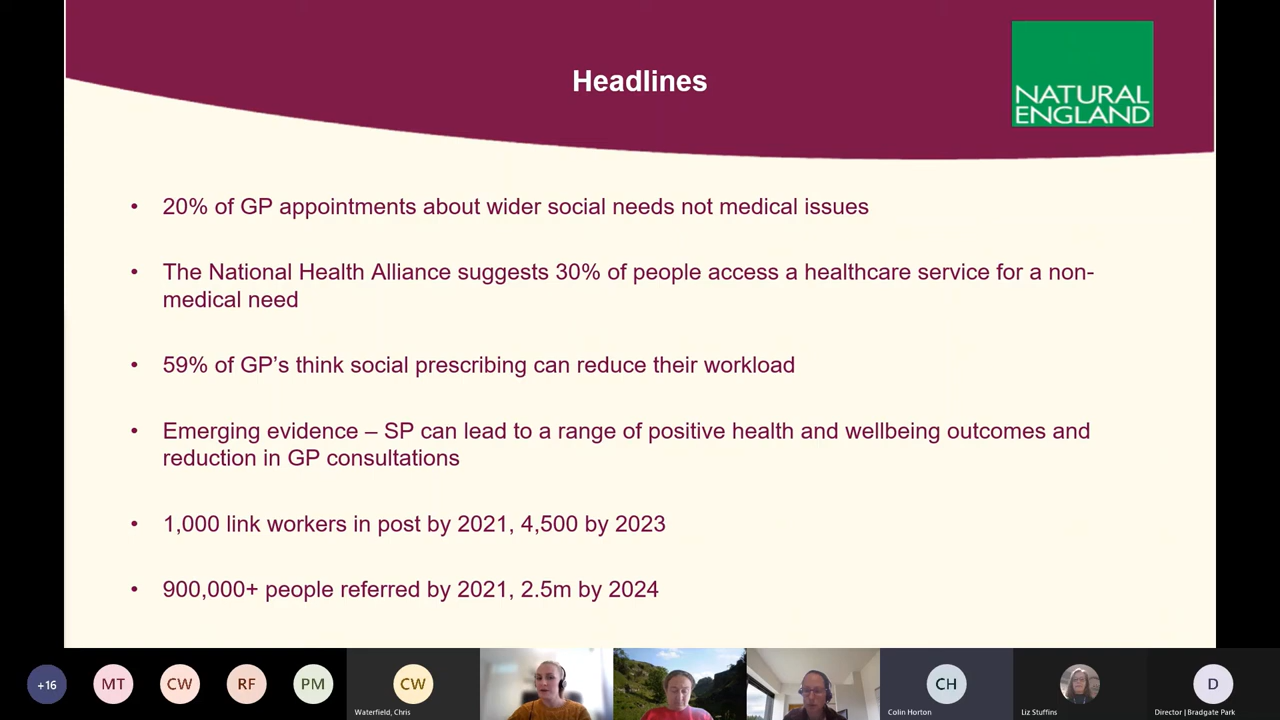 Headlines
NATURAL
ENGLAND
• 20% of GP appointments about wider social needs not medical issues
• The National Health Alliance suggests 30% of people access a healthcare service for a non-
medical need
• 59% of GP’s think social prescribing can reduce their workload
• Emerging evidence – SP can lead to a range of positive health and wellbeing outcomes and
reduction in GP consultations
• 1,000 link workers in post by 2021, 4,500 by 2023
• 900,000+ people referred by 2021, 2.5m by 2024
+16
MT
CW
RF
PM
CW
Waterfield, Chris
CH
Colin Horton
Liz Stuffins
D
Director | Bradgate Park